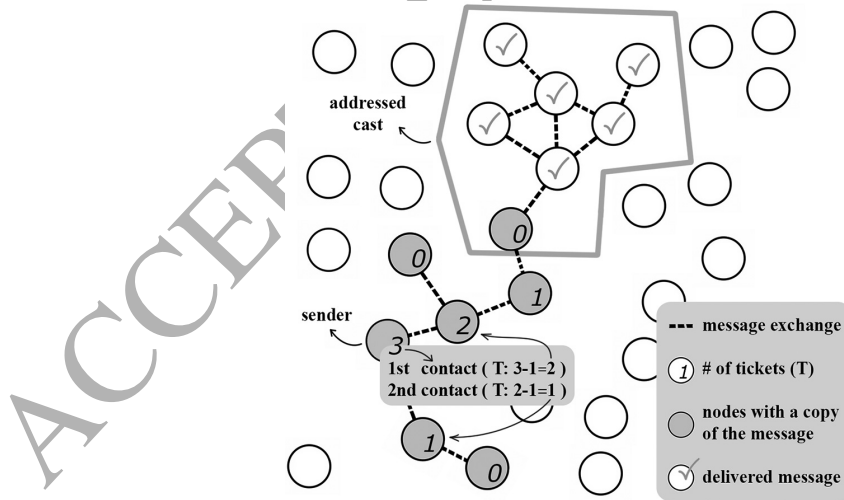 ACCEP
addressed
cast
0
0
1
sender
2
3
1st contact ( T: 3-1=2 )
2nd contact ( T: 2-1=1 )
1
0
message exchange
1 # of tickets (T)
nodes with a copy
of the message
delivered message